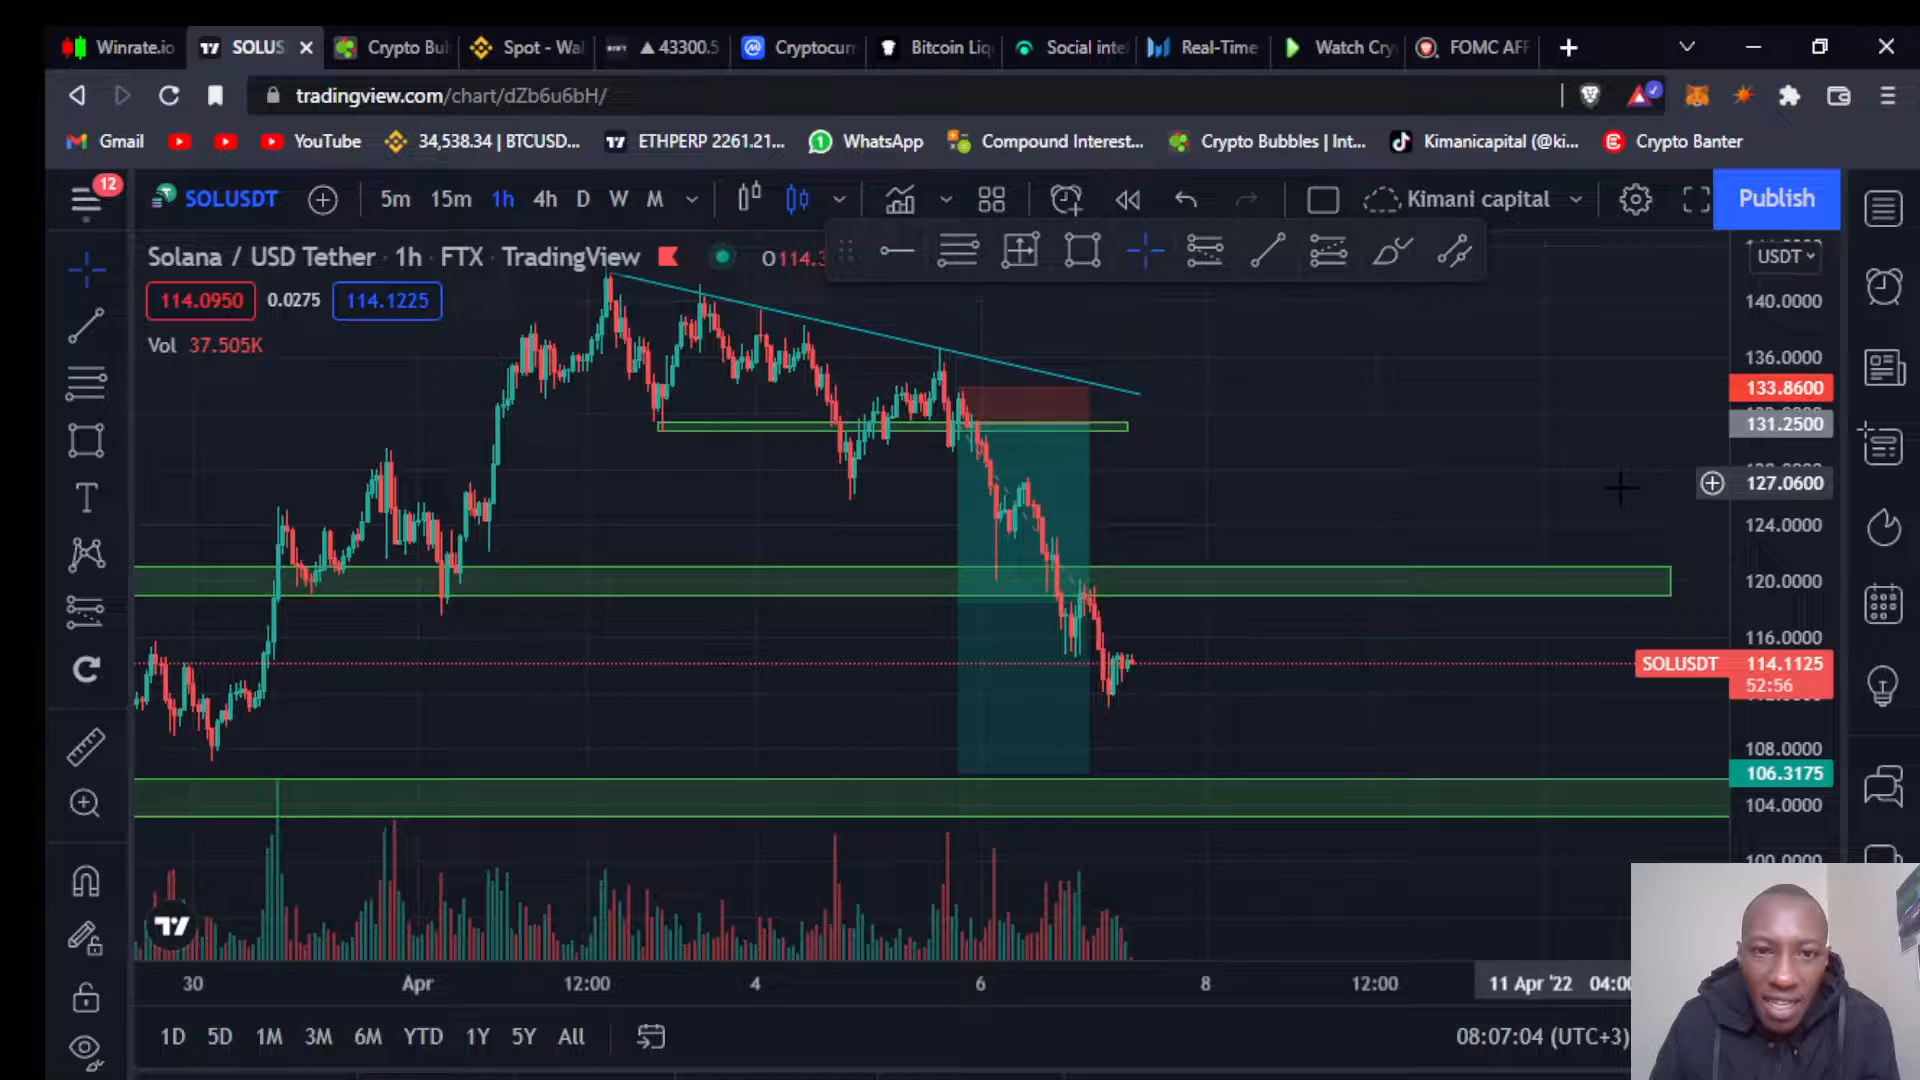 Winrate.io SOLUS Crypto Bu Spot - Wa 43300.5 Cryptocurr Bitcoin Liq Social inte Real-Time Watch Cry FOMC AFF
tradingview.com/chart/dZb6u6bH/
Gmail YouTube 34,538.34 | BTCUSD... ETHPERP 2261.21... WhatsApp Compound Interest... Crypto Bubbles | Int... Kimanicapital (@ki... Crypto Banter
12
SOLUSDT 5m 15m 1h 4h D W M Kimani capital Publish
Solana / USD Tether · 1h · FTX · TradingView O114.3
USDT
114.0950 0.0275 114.1225
Vol 37.505K
140.0000
136.0000
133.8600
131.2500
127.0600
124.0000
120.0000
116.0000
SOLUSDT 114.1125
52:56
108.0000
106.3175
104.0000
30 Apr 12:00 4 6 8 12:00 11 Apr '22 04:00
1D 5D 1M 3M 6M YTD 1Y 5Y All 08:07:04 (UTC+3)